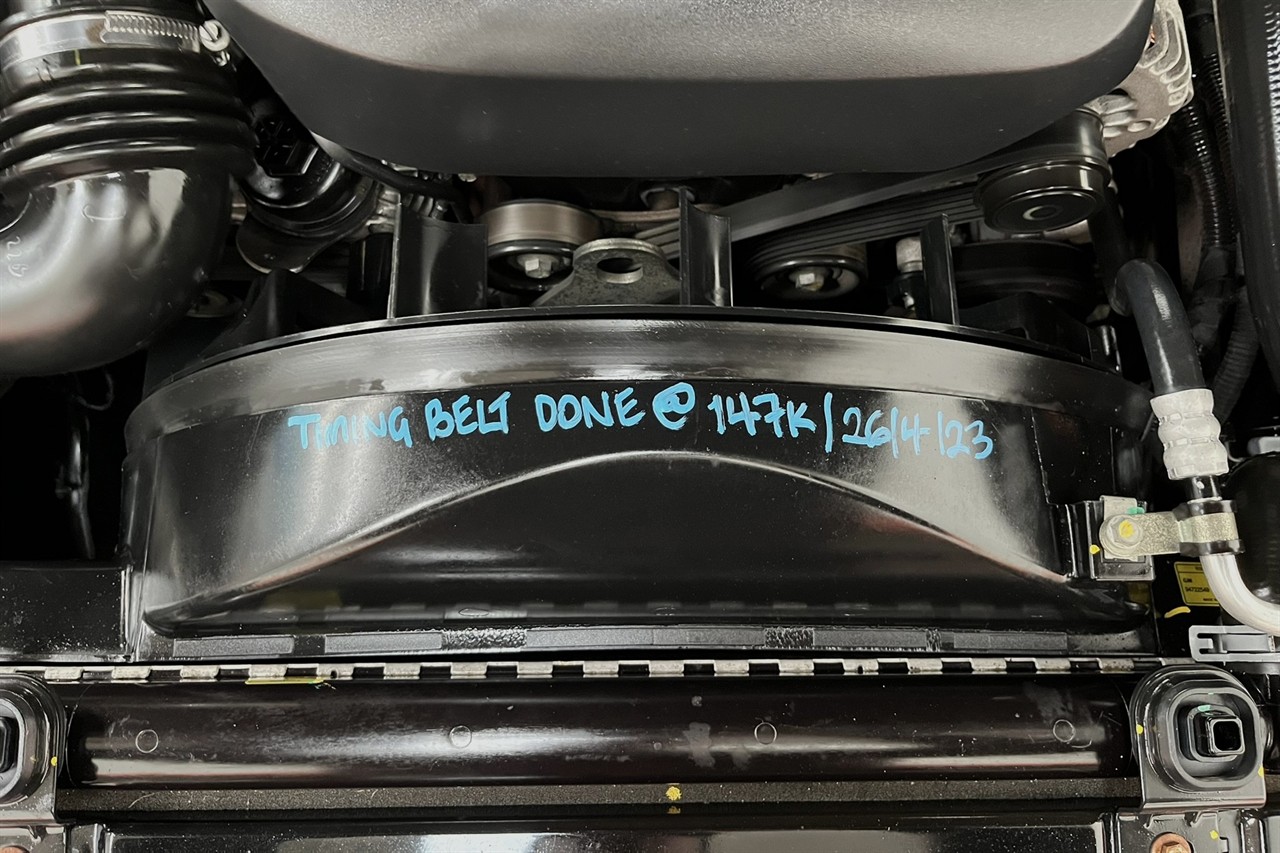 TIMING BELT DONE @ 147K/26/4/23